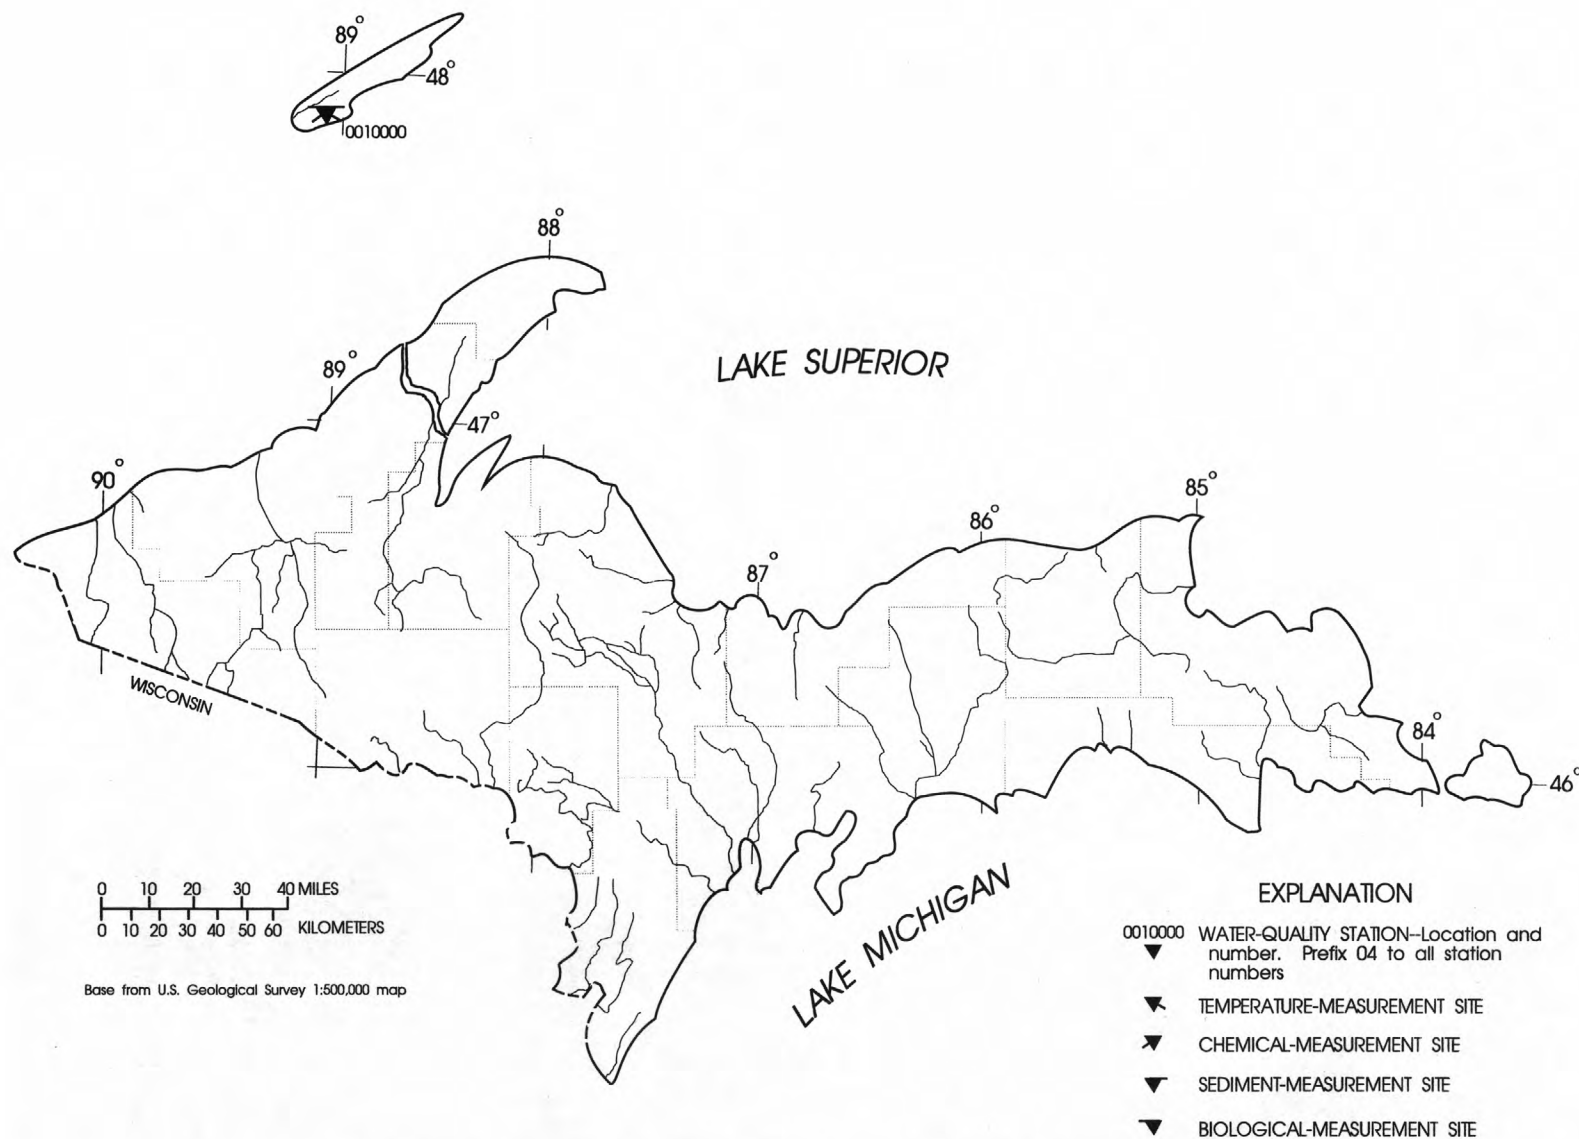 89°
48°
0010000
88°
LAKE SUPERIOR
89°
47°
90°
85°
86°
87°
WISCONSIN
84°
46°
0 10 20 30 40 MILES
0 10 20 30 40 50 60 KILOMETERS
Base from U.S. Geological Survey 1:500,000 map
LAKE MICHIGAN
EXPLANATION
0010000 WATER-QUALITY STATION--Location and
number. Prefix 04 to all station
numbers
TEMPERATURE-MEASUREMENT SITE
CHEMICAL-MEASUREMENT SITE
SEDIMENT-MEASUREMENT SITE
BIOLOGICAL-MEASUREMENT SITE